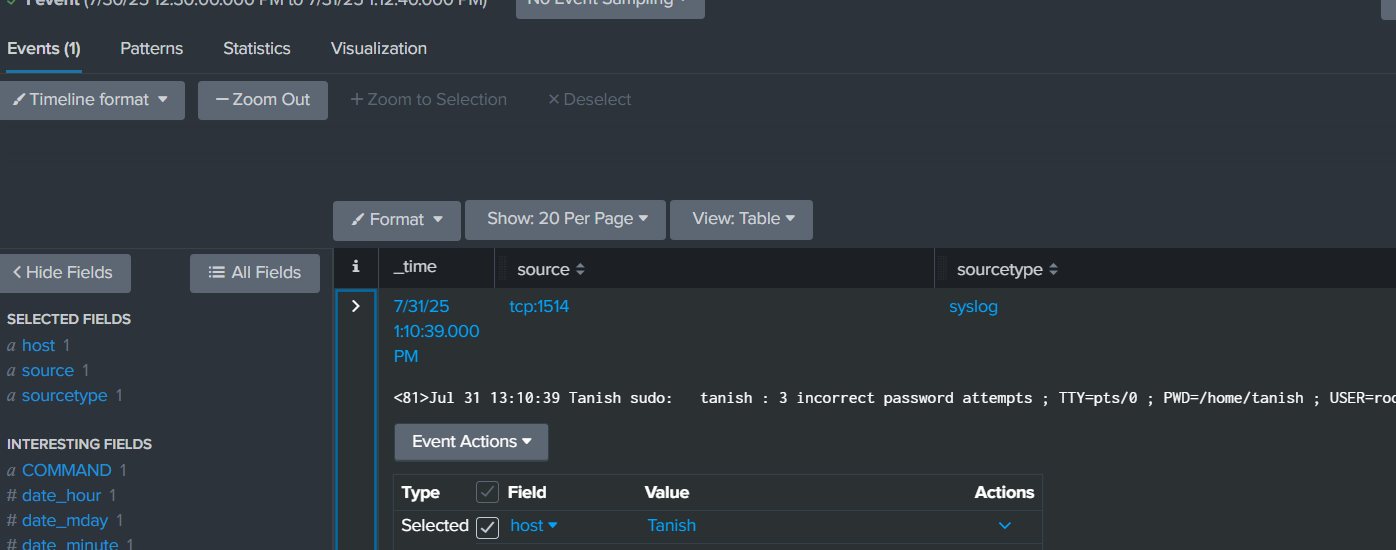 1 event (7/30/25 12:30:00.000 PM to 7/31/25 1:12:40.000 PM)
No Event Sampling
Events (1)
Patterns
Statistics
Visualization
Timeline format
— Zoom Out
+ Zoom to Selection
× Deselect
Format
Show: 20 Per Page
View: Table
< Hide Fields
All Fields
i
_time
source
sourcetype
SELECTED FIELDS
a host 1
a source 1
a sourcetype 1
INTERESTING FIELDS
a COMMAND 1
# date_hour 1
# date_mday 1
# date_minute 1
>
7/31/25
1:10:39.000
PM
tcp:1514
syslog
<81>Jul 31 13:10:39 Tanish sudo:   tanish : 3 incorrect password attempts ; TTY=pts/0 ; PWD=/home/tanish ; USER=roo
Event Actions
Type Field Value Actions
Selected host Tanish